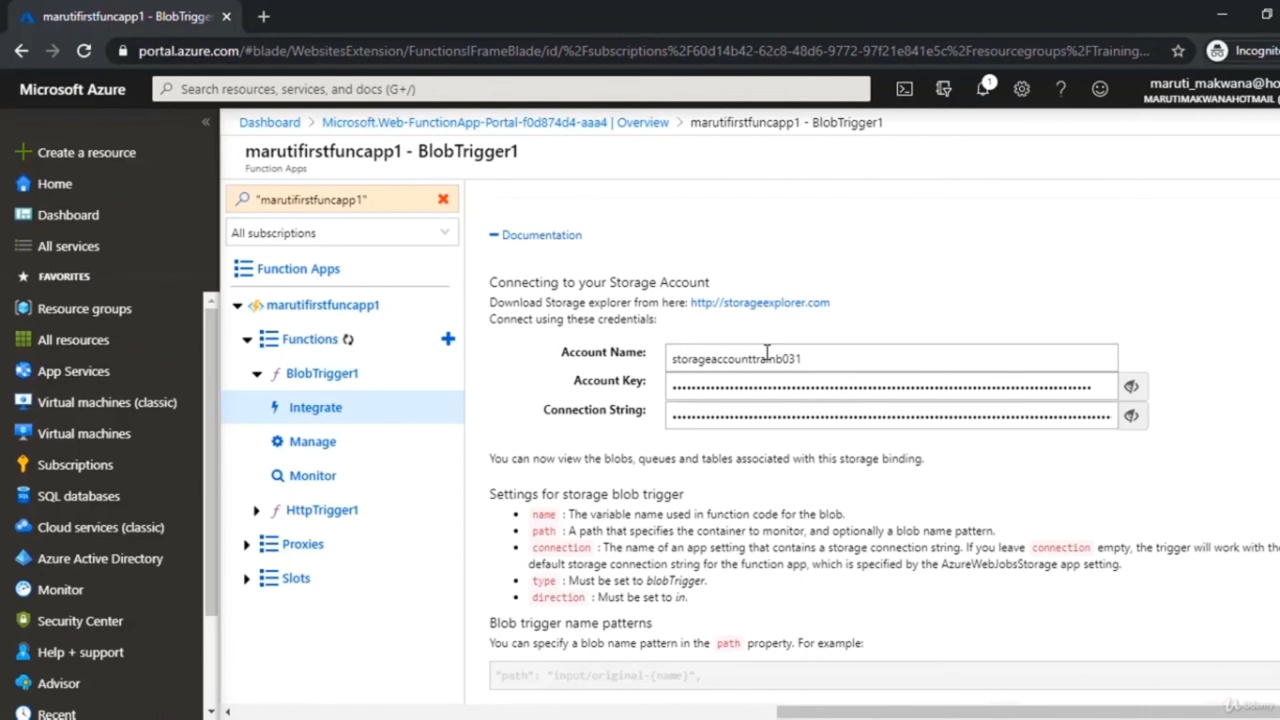 marutifirstfuncapp1 - BlobTrigge
portal.azure.com/#blade/WebsitesExtension/FunctionsIFrameBlade/id/%2Fsubscriptions%2F60d14b42-62c8-48d6-9772-97f21e841e5c%2Fresourcegroups%2FTraining...
Incognito
Microsoft Azure
Search resources, services, and docs (G+/)
1
maruti_makwana@ho
MARUTIMAKWANAHOTMAIL (
Create a resource
Home
Dashboard
All services
FAVORITES
Resource groups
All resources
App Services
Virtual machines (classic)
Virtual machines
Subscriptions
SQL databases
Cloud services (classic)
Azure Active Directory
Monitor
Security Center
Help + support
Advisor
Recent
Dashboard > Microsoft.Web-FunctionApp-Portal-f0d874d4-aaa4 | Overview > marutifirstfuncapp1 - BlobTrigger1
marutifirstfuncapp1 - BlobTrigger1
Function Apps
"marutifirstfuncapp1"
All subscriptions
Function Apps
marutifirstfuncapp1
Functions
BlobTrigger1
Integrate
Manage
Monitor
HttpTrigger1
Proxies
Slots
Documentation
Connecting to your Storage Account
Download Storage explorer from here: http://storageexplorer.com
Connect using these credentials:
Account Name: storageaccounttrainb031
Account Key:
Connection String:
You can now view the blobs, queues and tables associated with this storage binding.
Settings for storage blob trigger
name : The variable name used in function code for the blob.
path : A path that specifies the container to monitor, and optionally a blob name pattern.
connection : The name of an app setting that contains a storage connection string. If you leave connection empty, the trigger will work with the
default storage connection string for the function app, which is specified by the AzureWebJobsStorage app setting.
type : Must be set to blobTrigger.
direction : Must be set to in.
Blob trigger name patterns
You can specify a blob name pattern in the path property. For example:
"path": "input/original-{name}",
Udemy